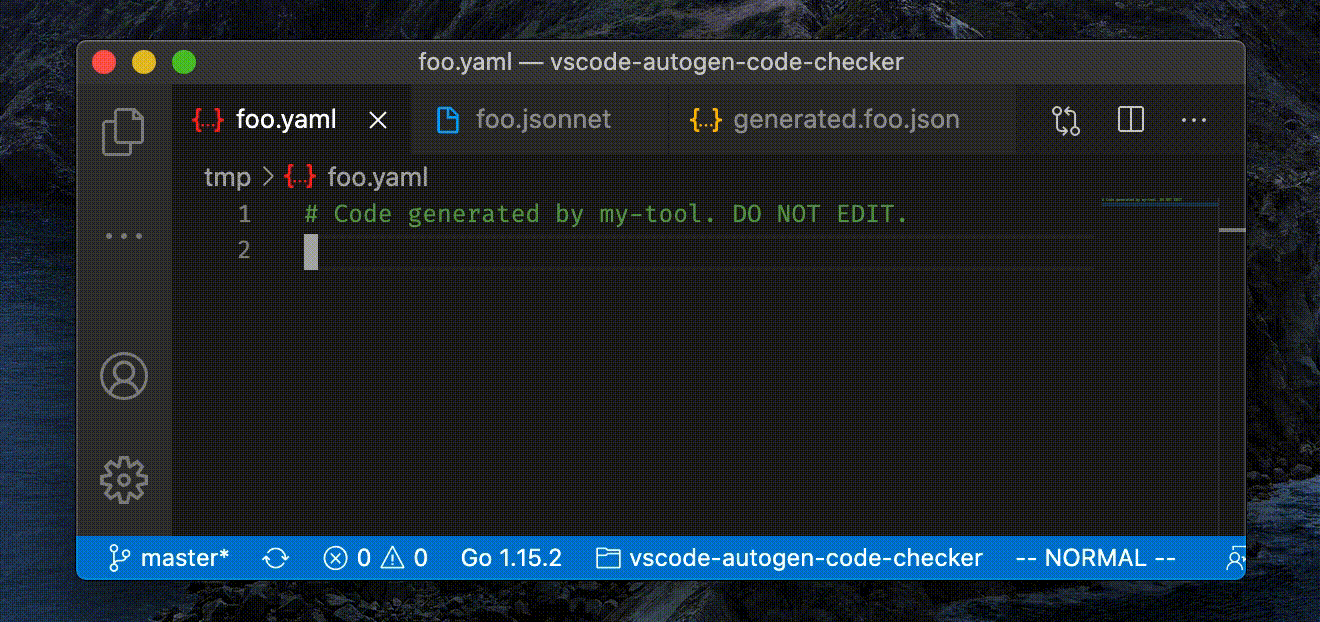 foo.yaml — vscode-autogen-code-checker
{...} foo.yaml foo.jsonnet {...} generated.foo.json ...
tmp > {...} foo.yaml
1 # Code generated by my-tool. DO NOT EDIT.
2
master* 0 0 Go 1.15.2 vscode-autogen-code-checker -- NORMAL --